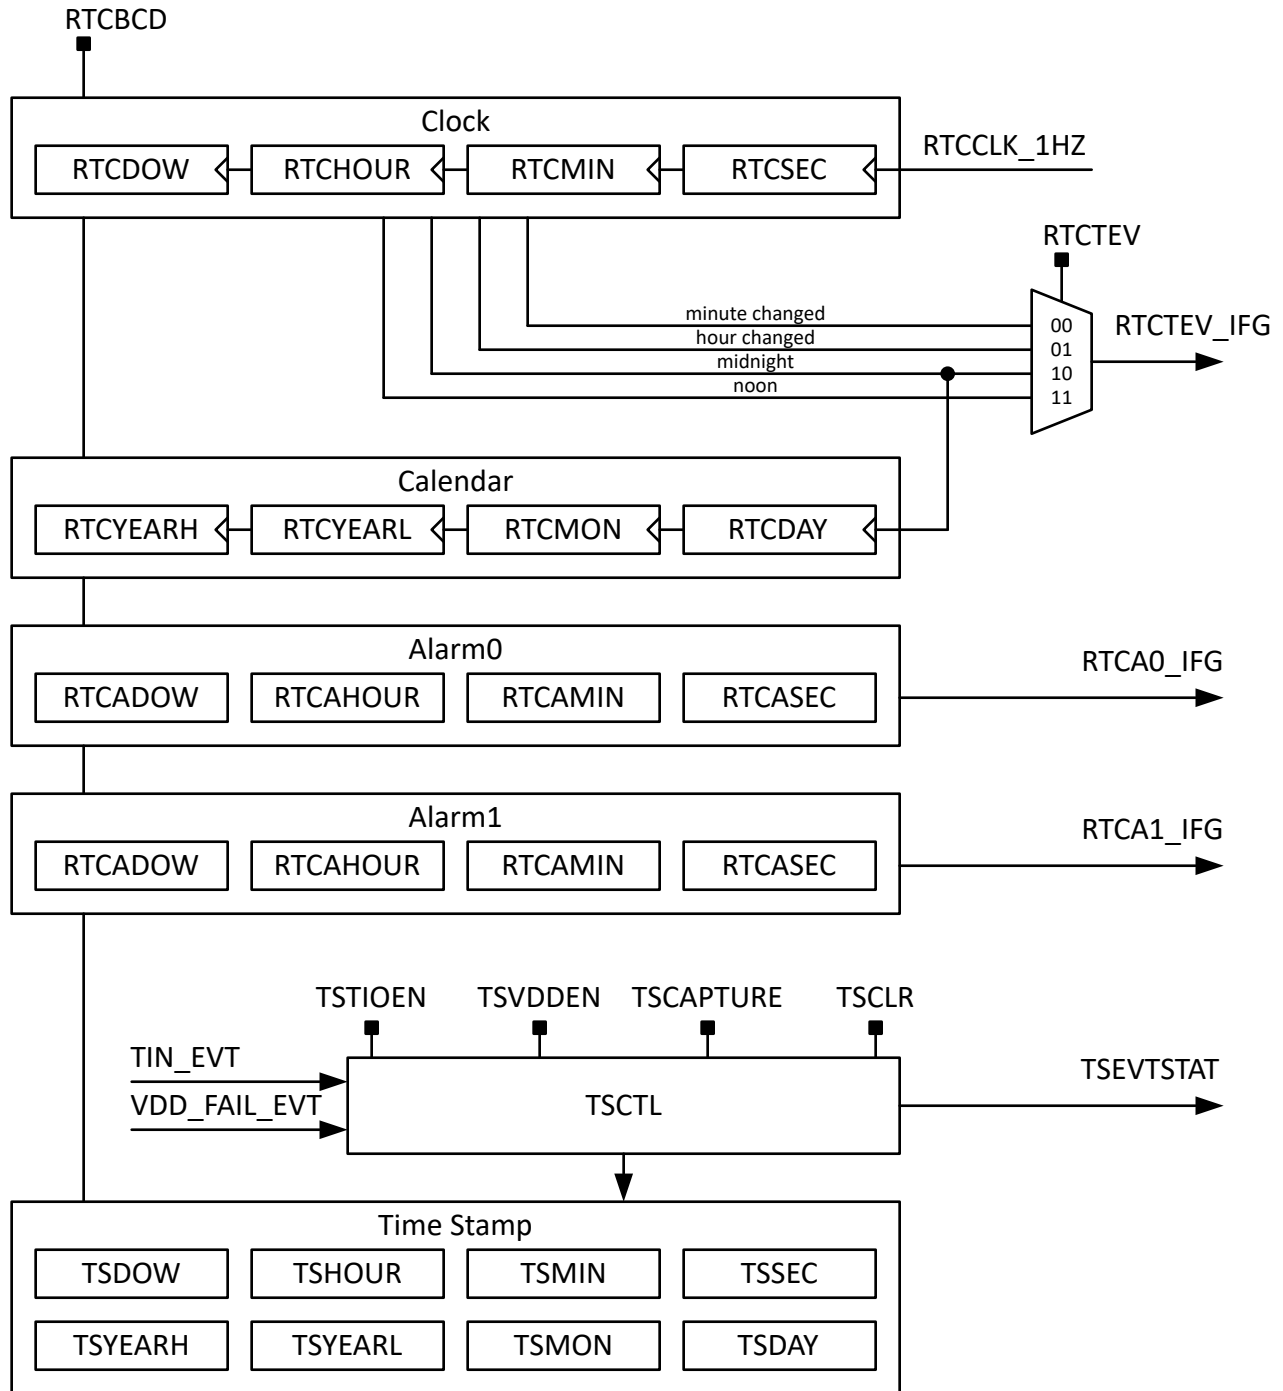 RTCBCD
Clock
RTCDOW RTCHOUR RTCMIN RTCSEC
RTCCLK_1HZ
RTCTEV
minute changed
hour changed
midnight
noon
00
01
10
11
RTCTEV_IFG
Calendar
RTCYEARH RTCYEARL RTCMON RTCDAY
Alarm0
RTCADOW RTCAHOUR RTCAMIN RTCASEC
RTCA0_IFG
Alarm1
RTCADOW RTCAHOUR RTCAMIN RTCASEC
RTCA1_IFG
TSTIOEN TSVDDEN TSCAPTURE TSCLR
TIN_EVT
VDD_FAIL_EVT
TSCTL
TSEVTSTAT
Time Stamp
TSDOW TSHOUR TSMIN TSSEC
TSYEARH TSYEARL TSMON TSDAY